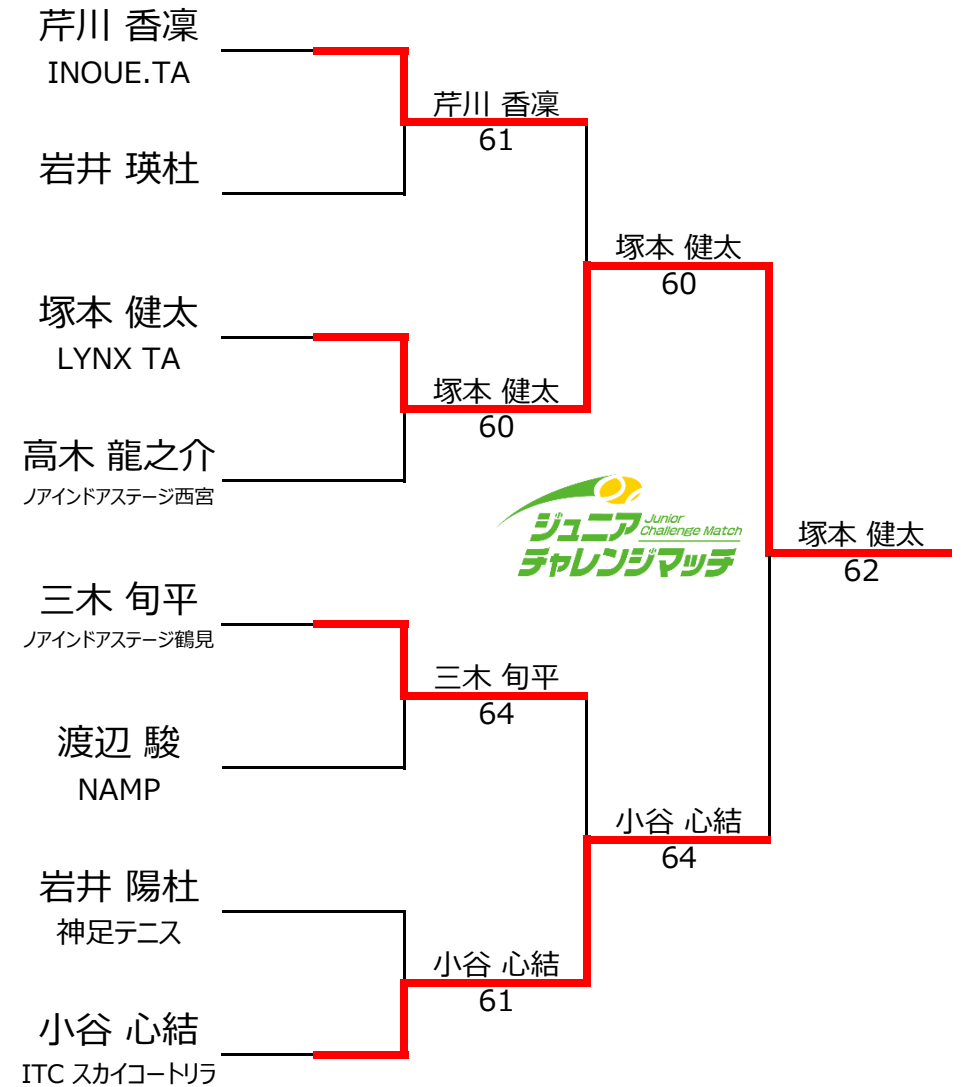 芹川 香凜
INOUE.TA
岩井 瑛杜
塚本 健太
LYNX TA
高木 龍之介
ノアインドアステージ西宮
三木 旬平
ノアインドアステージ鶴見
渡辺 駿
NAMP
岩井 陽杜
神足テニス
小谷 心結
ITC スカイコートリラ
芹川 香凜
61
塚本 健太
60
三木 旬平
64
小谷 心結
61
塚本 健太
60
小谷 心結
64
ジュニア Junior
Challenge Match
チャレンジマッチ
塚本 健太
62